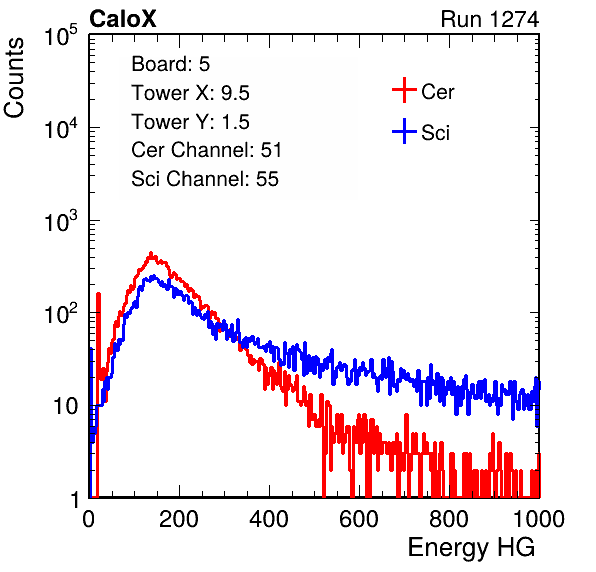 CaloX Run 1274
Counts
10^5
10^4
10^3
10^2
10
1
Board: 5
Tower X: 9.5
Tower Y: 1.5
Cer Channel: 51
Sci Channel: 55
Cer
Sci
0 200 400 600 800 1000
Energy HG